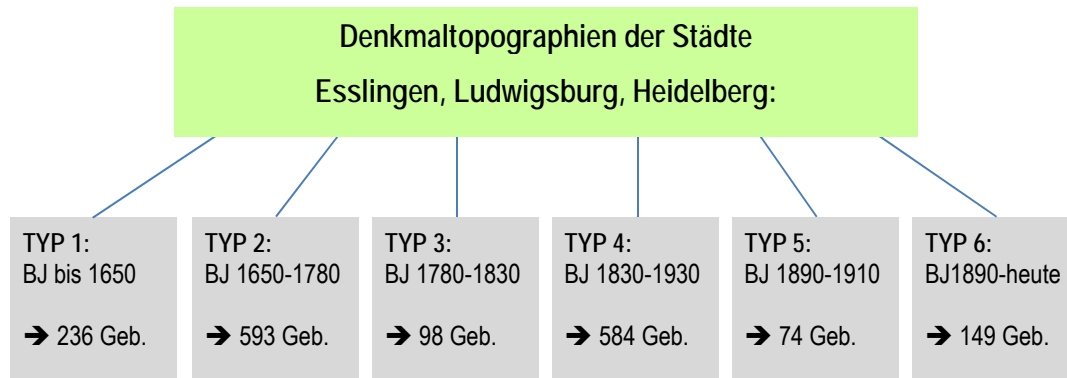 Denkmaltopographien der Städte
Esslingen, Ludwigsburg, Heidelberg:
TYP 1:
BJ bis 1650
➔ 236 Geb.
TYP 2:
BJ 1650-1780
➔ 593 Geb.
TYP 3:
BJ 1780-1830
➔ 98 Geb.
TYP 4:
BJ 1830-1930
➔ 584 Geb.
TYP 5:
BJ 1890-1910
➔ 74 Geb.
TYP 6:
BJ1890-heute
➔ 149 Geb.